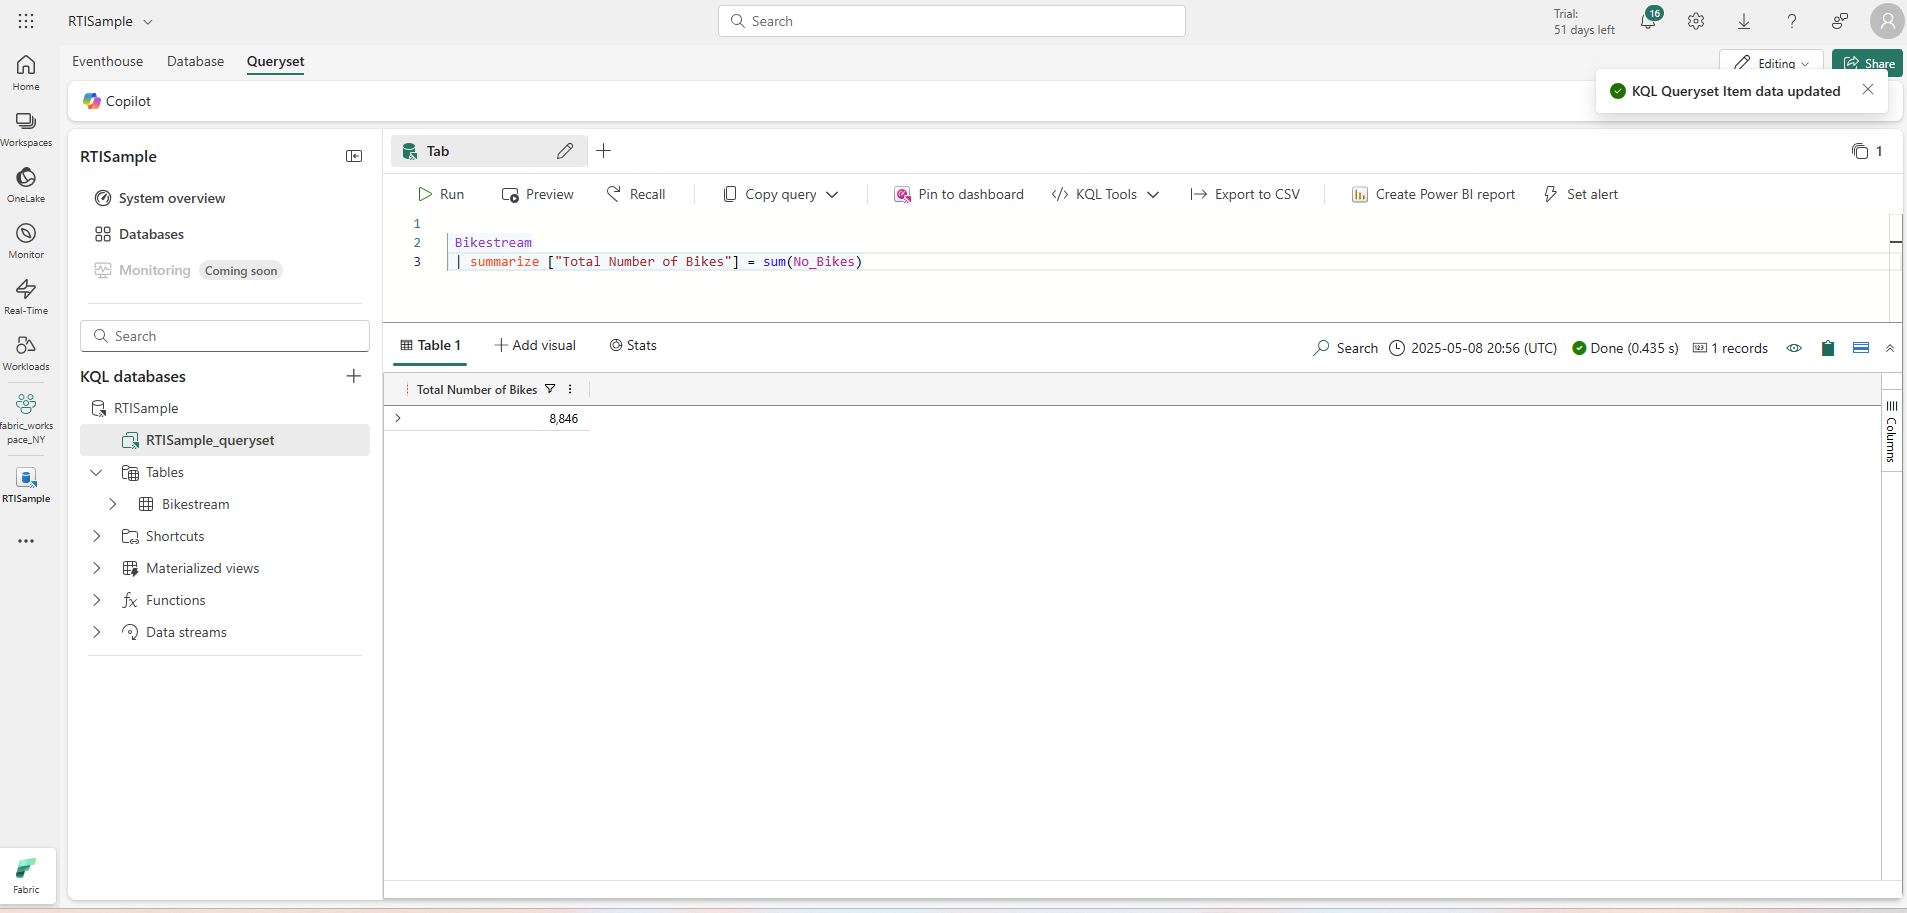 RTISample
Search
Trial:
51 days left
16
Home
Workspaces
OneLake
Monitor
Real-Time
Workloads
fabric_works
pace_NY
RTISample
Fabric
Eventhouse Database Queryset
Editing
Share
Copilot
KQL Queryset Item data updated
RTISample
System overview
Databases
Monitoring Coming soon
Search
KQL databases
RTISample
RTISample_queryset
Tables
Bikestream
Shortcuts
Materialized views
Functions
Data streams
Tab
1
Run Preview Recall Copy query Pin to dashboard KQL Tools Export to CSV Create Power BI report Set alert
1
2 Bikestream
3 | summarize ["Total Number of Bikes"] = sum(No_Bikes)
Table 1 Add visual Stats
Search 2025-05-08 20:56 (UTC) Done (0.435 s) 1 records
Total Number of Bikes
8,846
Columns